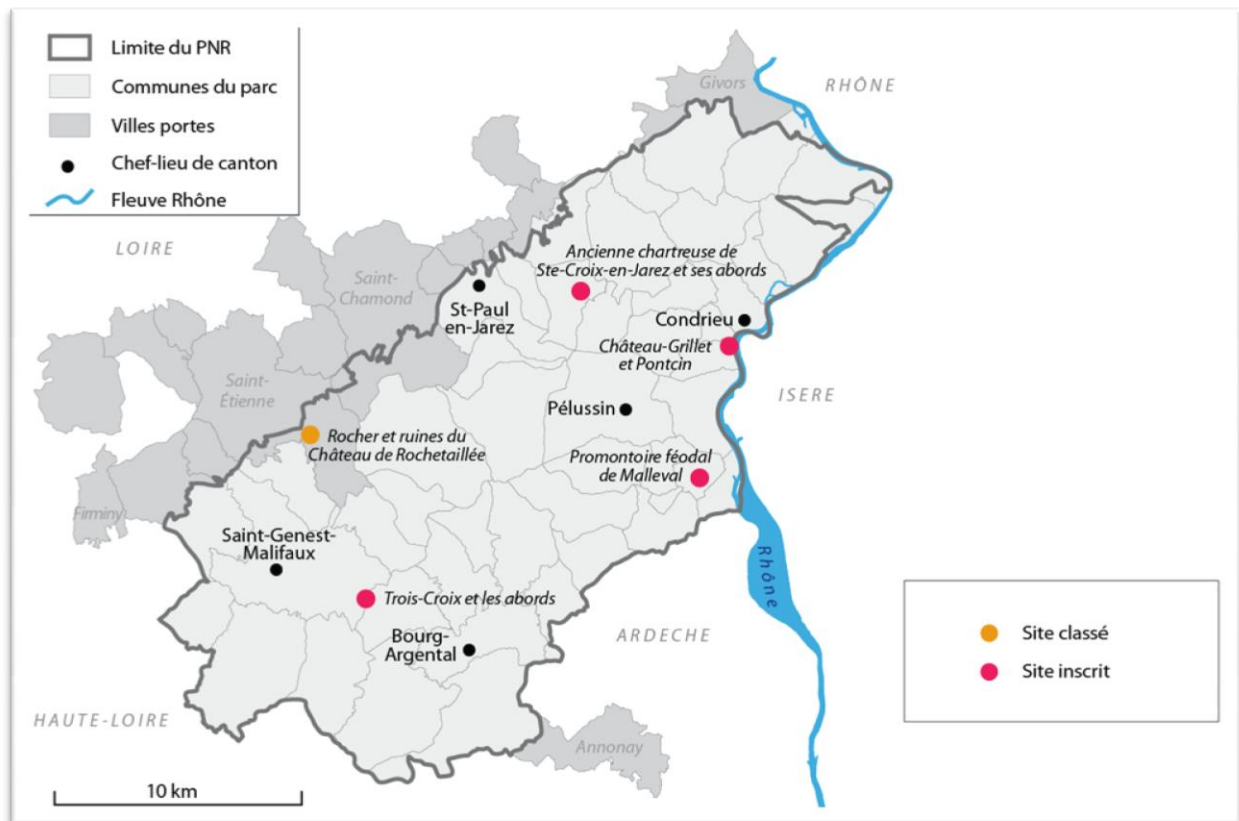 Limite du PNR
Communes du parc
Villes portes
Chef-lieu de canton
Fleuve Rhône
Givors
RHÔNE
LOIRE
Saint-
Chamond
Ancienne chartreuse de
Ste-Croix-en-Jarez et ses abords
St-Paul
en-Jarez
Condrieu
Château-Grillet
et Pontcin
Saint-
Étienne
ISERE
Pélussin
Rocher et ruines du
Château de Rochetaillée
Promontoire féodal
de Malleval
Firminy
Saint-Genest-
Malifaux
Rhône
Trois-Croix et les abords
ARDECHE
Bourg-
Argental
Site classé
Site inscrit
HAUTE-LOIRE
Annonay
10 km